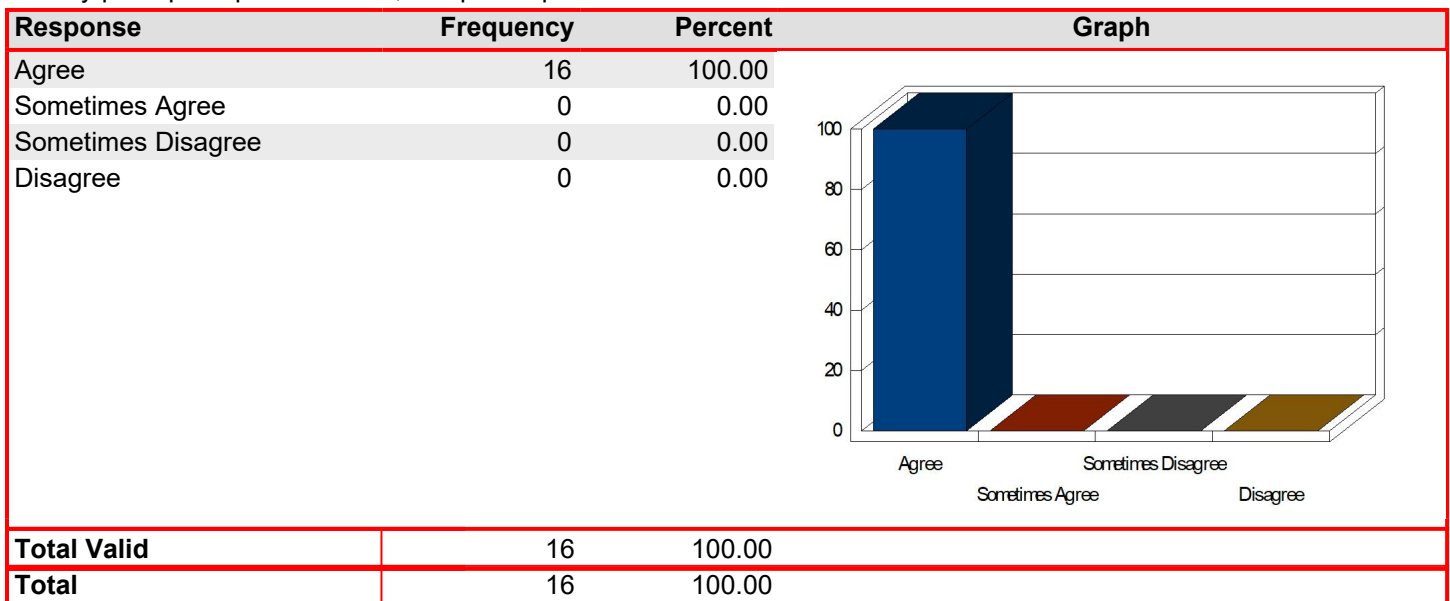 Response Frequency Percent Graph
Agree 16 100.00
Sometimes Agree 0 0.00
Sometimes Disagree 0 0.00
Disagree 0 0.00
100
80
60
40
20
0
Agree Sometimes Disagree
Sometimes Agree Disagree
Total Valid 16 100.00
Total 16 100.00